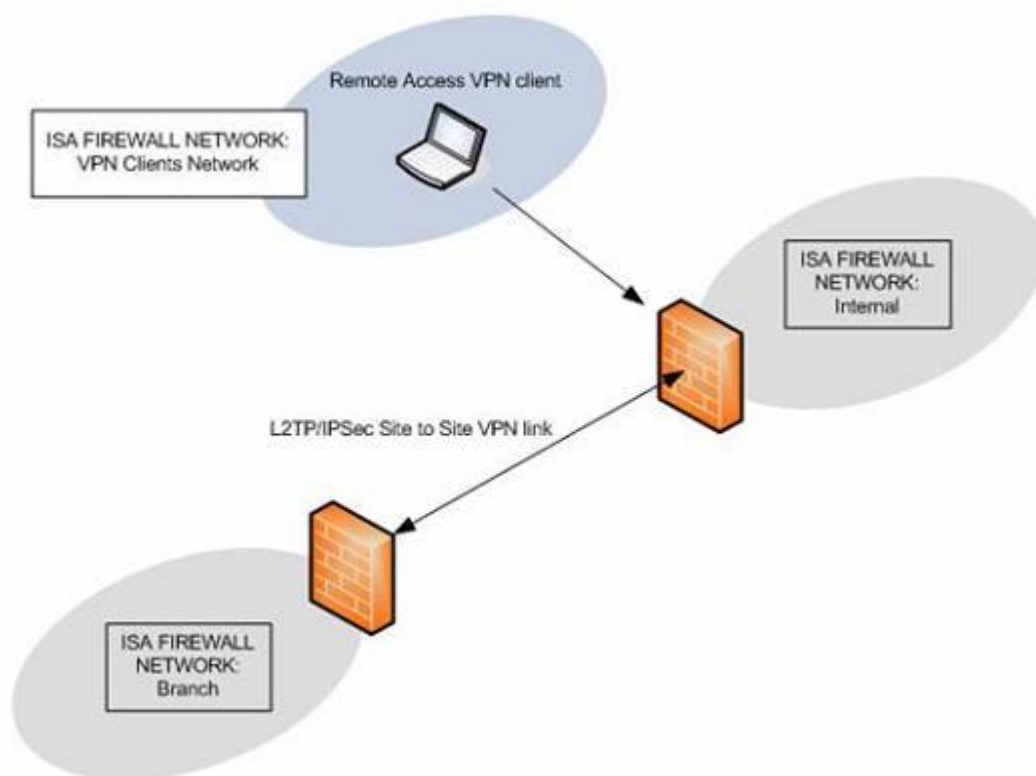 Remote Access VPN client
ISA FIREWALL NETWORK:
VPN Clients Network
ISA FIREWALL
NETWORK:
Internal
L2TP/IPSec Site to Site VPN link
ISA FIREWALL
NETWORK:
Branch